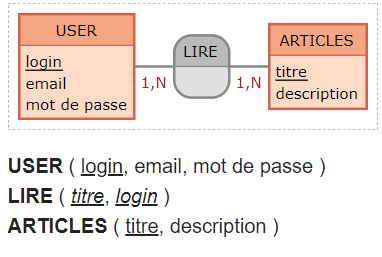 USER
login
email
mot de passe
1,N
LIRE
1,N
ARTICLES
titre
description
USER ( login, email, mot de passe )
LIRE ( titre, login )
ARTICLES ( titre, description )